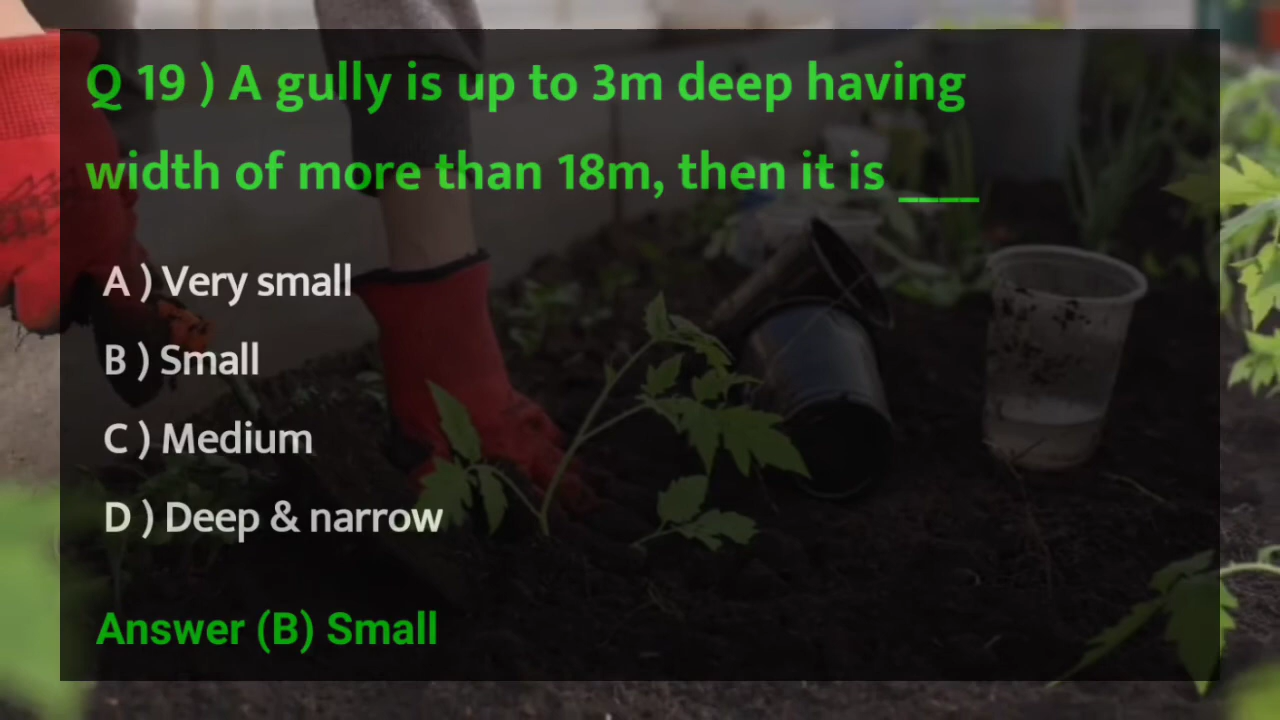 Q 19 ) A gully is up to 3m deep having
width of more than 18m, then it is ____
A ) Very small
B ) Small
C ) Medium
D ) Deep & narrow
Answer (B) Small